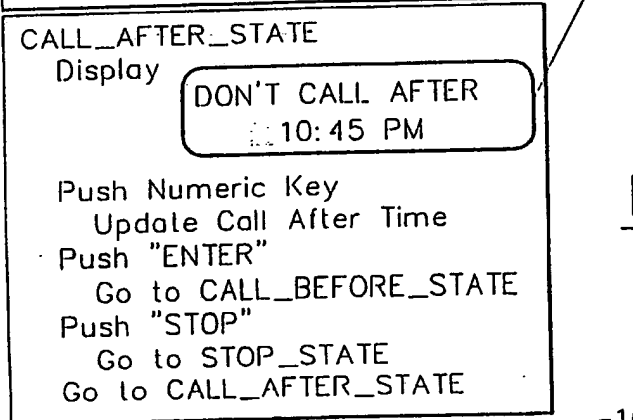 CALL_AFTER_STATE
Display
DON'T CALL AFTER
10:45 PM
Push Numeric Key
Update Call After Time
Push "ENTER"
Go to CALL_BEFORE_STATE
Push "STOP"
Go to STOP_STATE
Go to CALL_AFTER_STATE